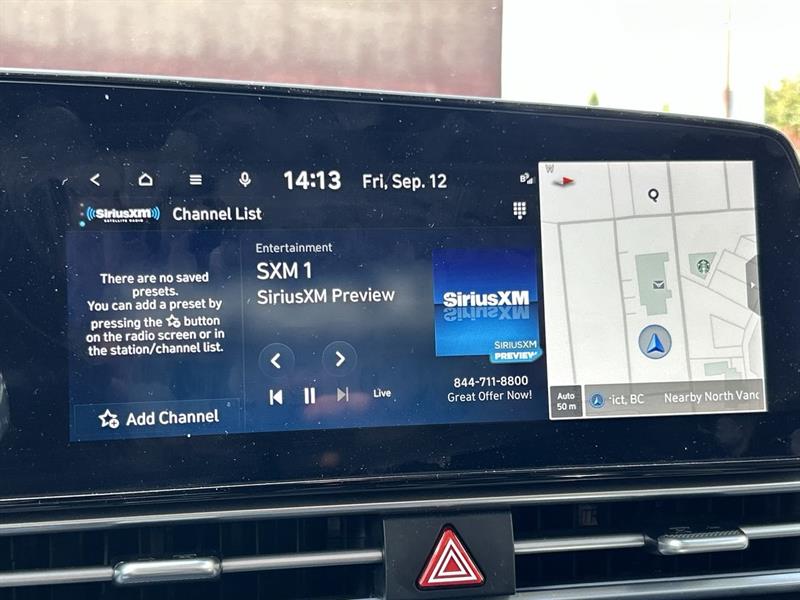 14:13 Fri, Sep. 12
SiriusXM
SATELLITE RADIO
Channel List
There are no saved
presets.
You can add a preset by
pressing the button
on the radio screen or in
the station/channel list.
Add Channel
Entertainment
SXM 1
SiriusXM Preview
Live
SiriusXM
SIRIUSXM
PREVIEW
844-711-8800
Great Offer Now!
W
Auto
50 m
ict, BC
Nearby North Vanc